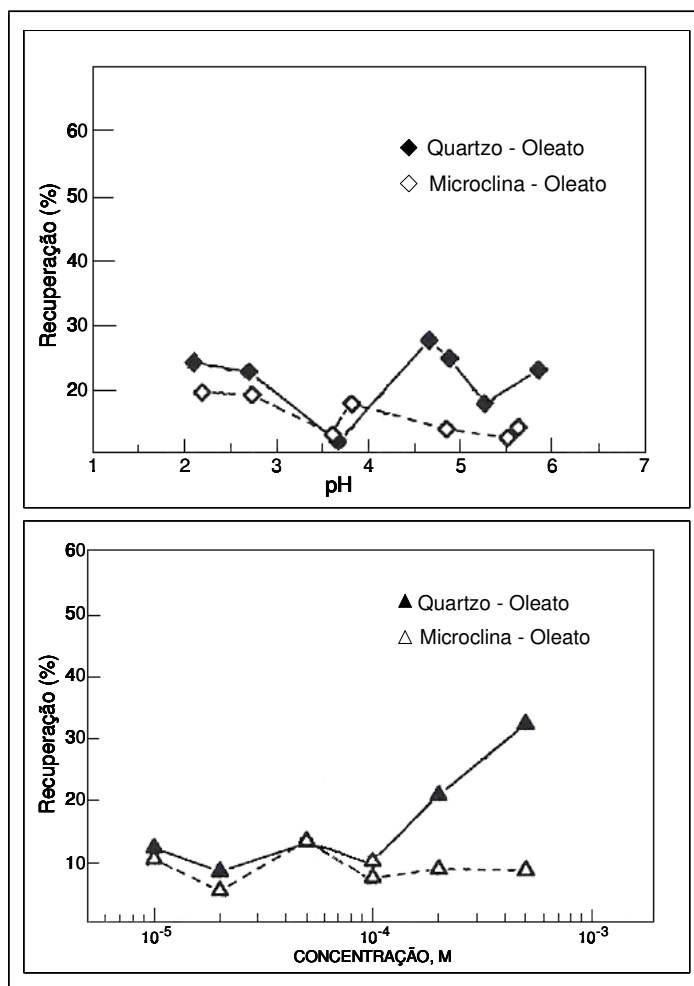 60
50
40
30
20
Recuperação (%)
Quartzo - Oleato
Microclina - Oleato
1 2 3 4 5 6 7
pH
60
50
40
30
20
10
Recuperação (%)
Quartzo - Oleato
Microclina - Oleato
10-5 10-4 10-3
CONCENTRAÇÃO, M